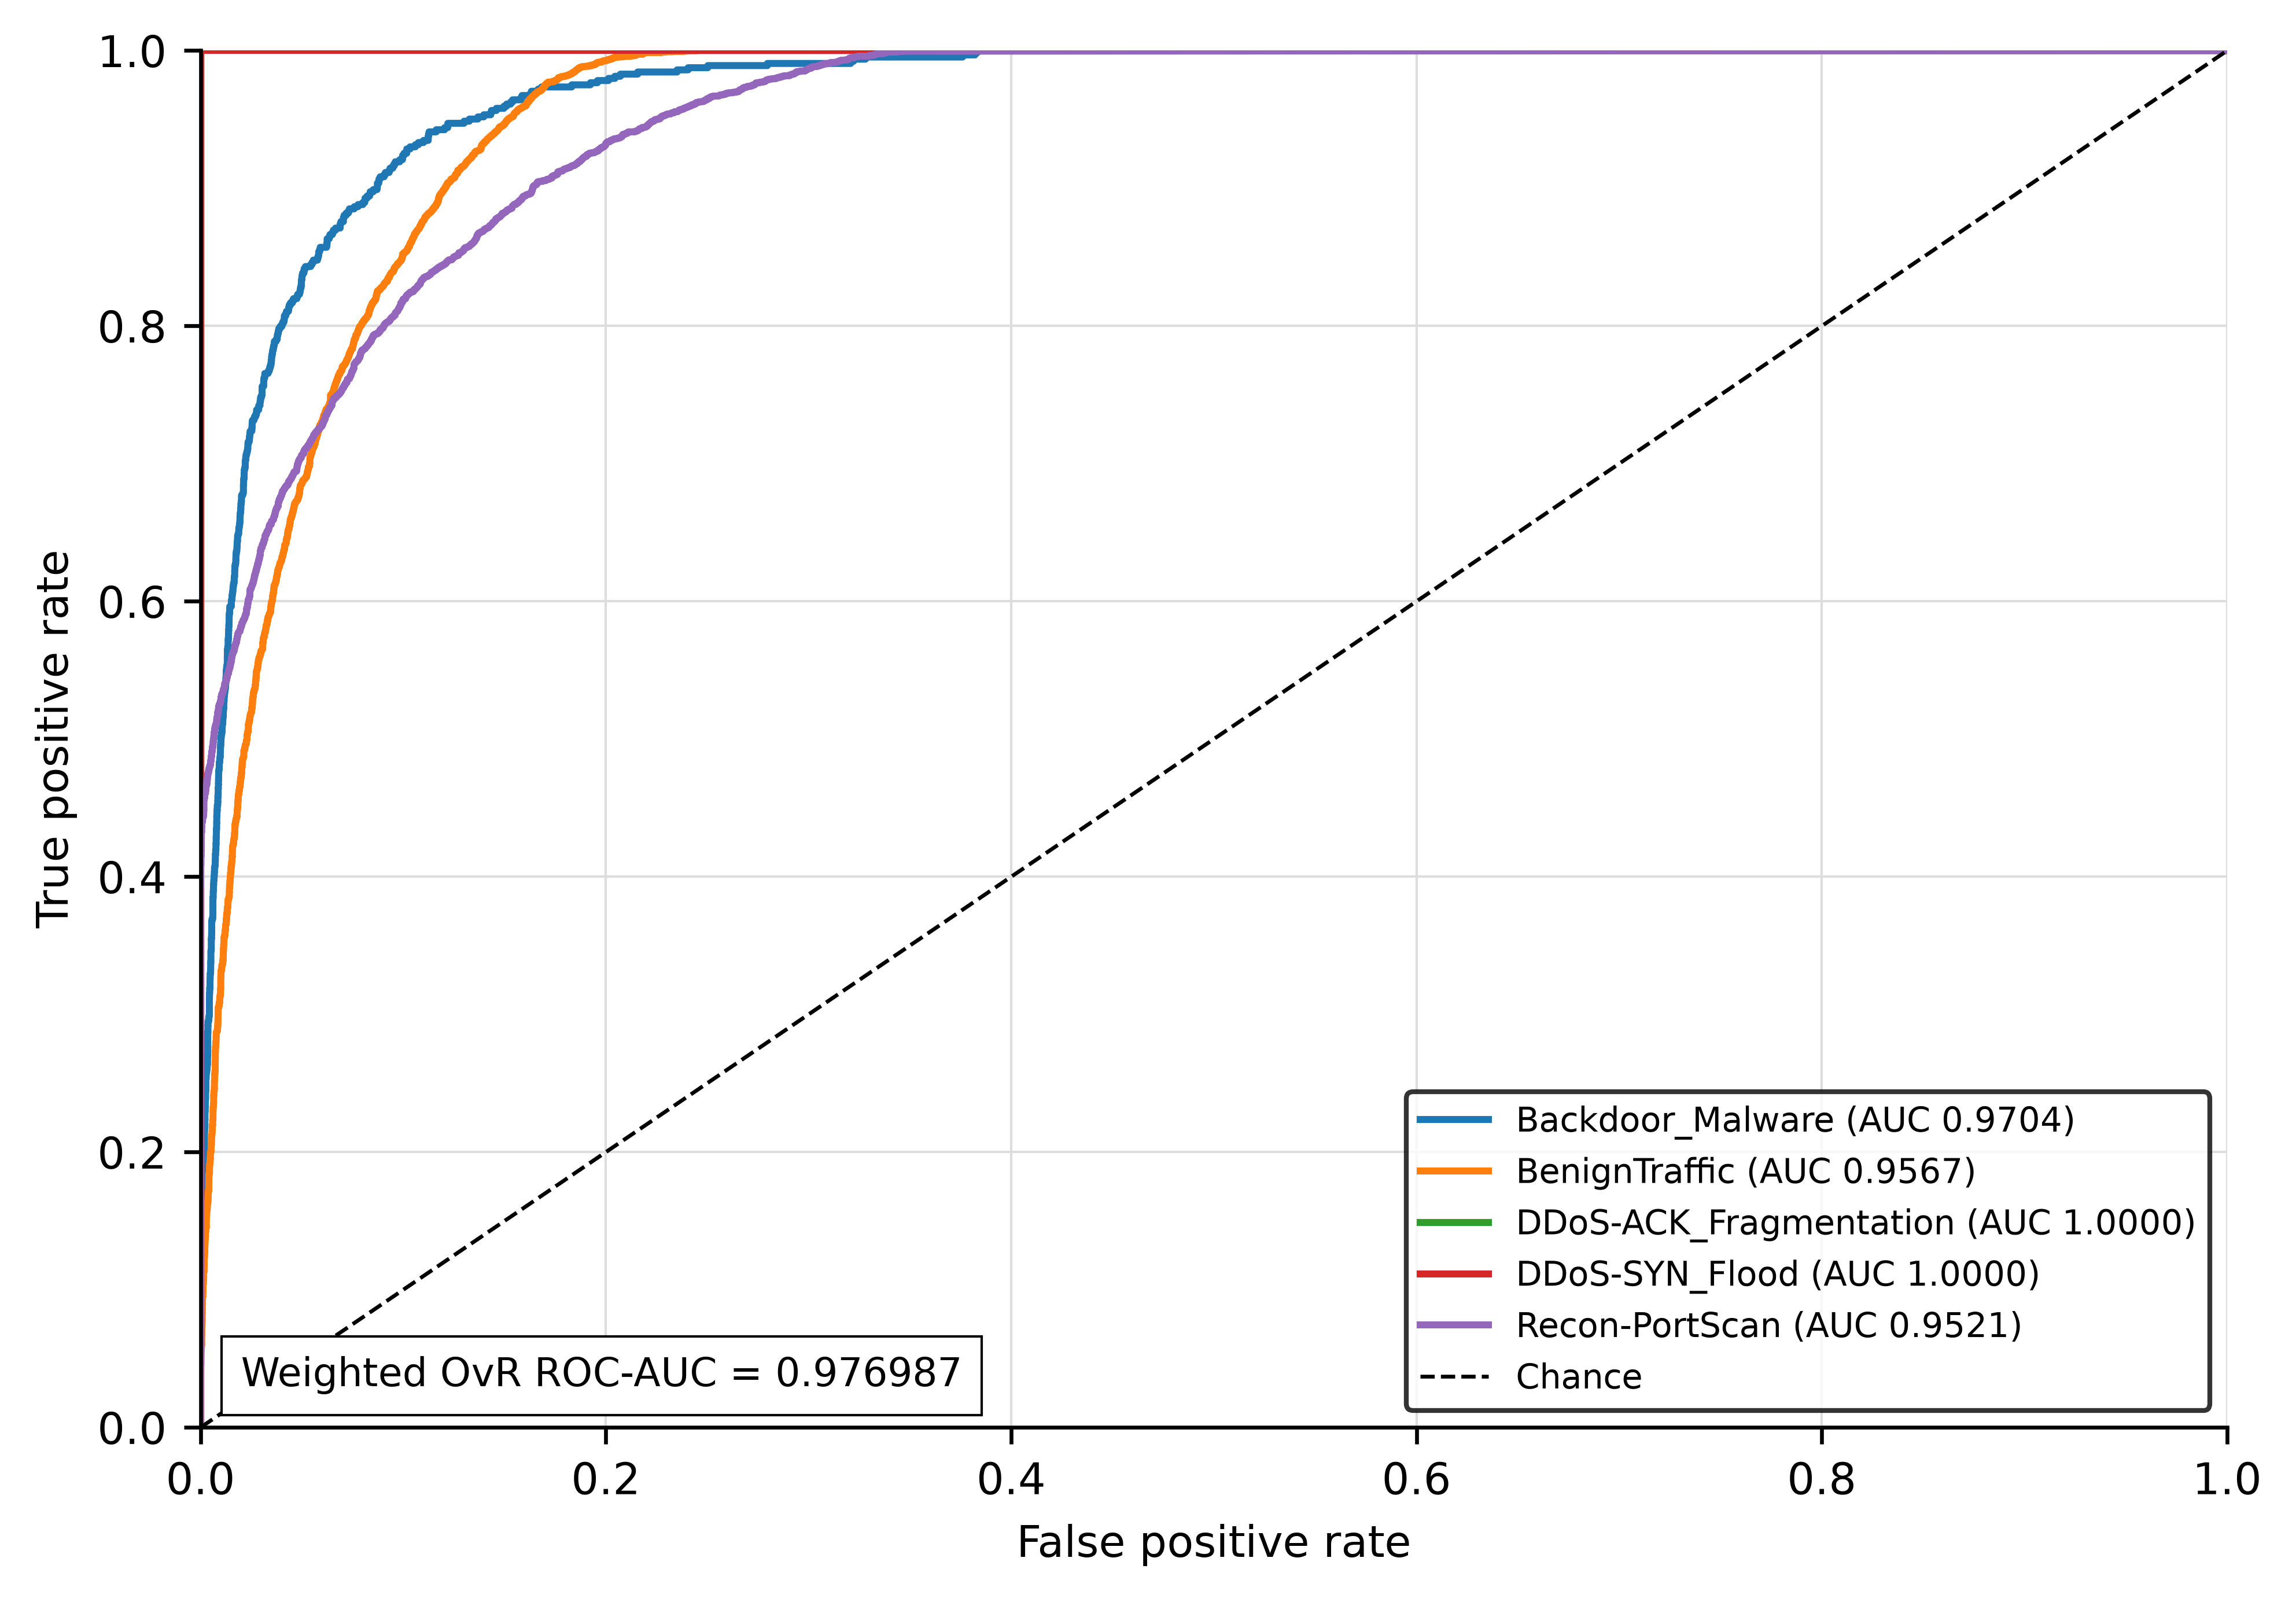 1.0
0.8
0.6
0.4
0.2
0.0
True positive rate
0.0 0.2 0.4 0.6 0.8 1.0
False positive rate
Weighted OvR ROC-AUC = 0.976987
Backdoor_Malware (AUC 0.9704)
BenignTraffic (AUC 0.9567)
DDoS-ACK_Fragmentation (AUC 1.0000)
DDoS-SYN_Flood (AUC 1.0000)
Recon-PortScan (AUC 0.9521)
Chance